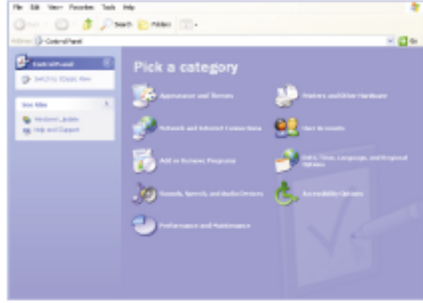 File Edit View Favorites Tools Help
Search Folders
Control Panel
Go
Control Panel
Switch to Classic View
See Also
Windows Update
Help and Support
Pick a category
Appearance and Themes
Printers and Other Hardware
Network and Internet Connections
User Accounts
Add or Remove Programs
Date, Time, Language, and Regional
Options
Sounds, Speech, and Audio Devices
Accessibility Options
Performance and Maintenance